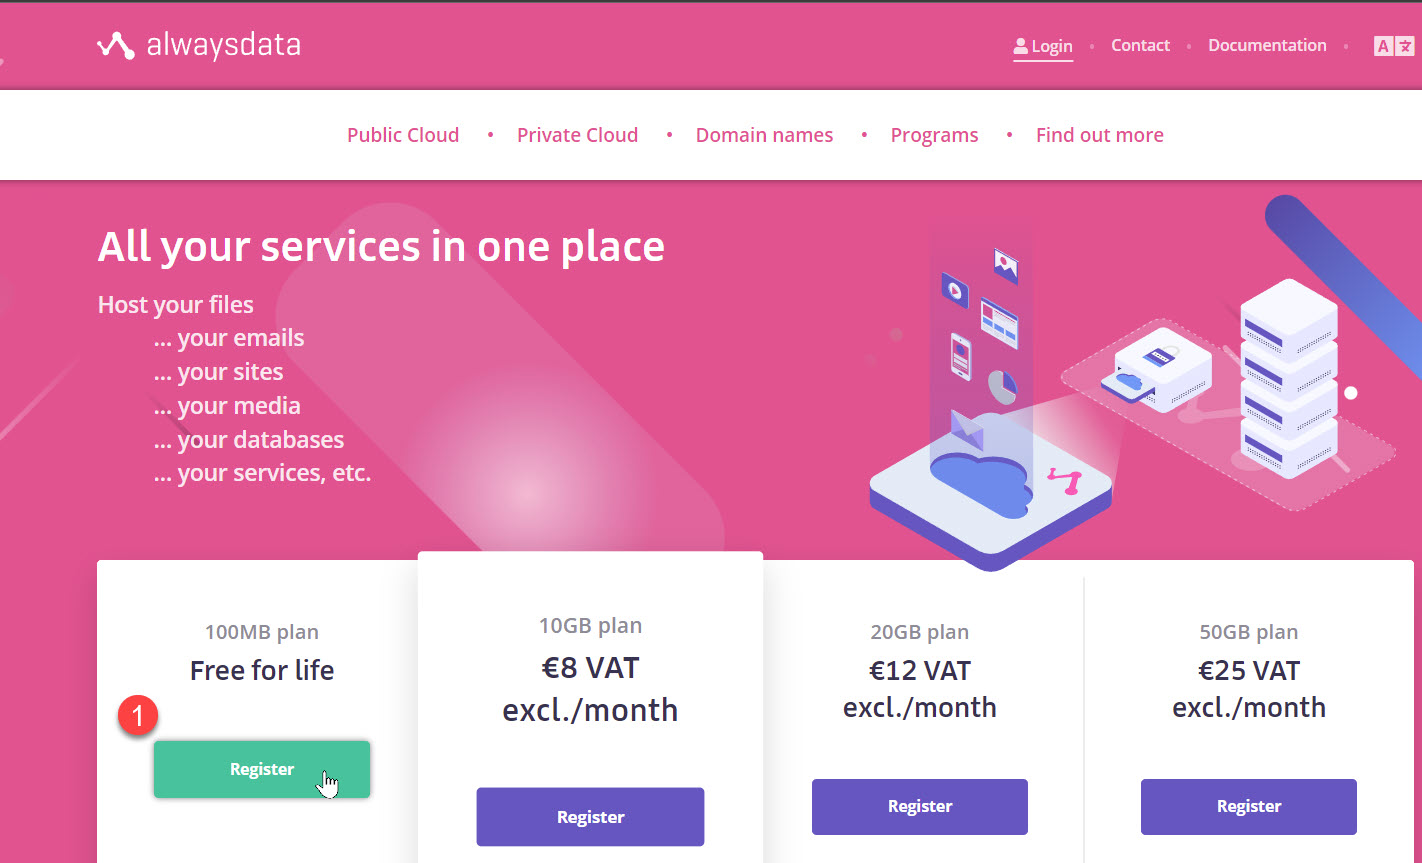 alwaysdata
Login • Contact • Documentation •
A 文
Public Cloud • Private Cloud • Domain names • Programs • Find out more
All your services in one place
Host your files
... your emails
... your sites
... your media
... your databases
... your services, etc.
100MB plan
Free for life
1
Register
10GB plan
€8 VAT
excl./month
Register
20GB plan
€12 VAT
excl./month
Register
50GB plan
€25 VAT
excl./month
Register